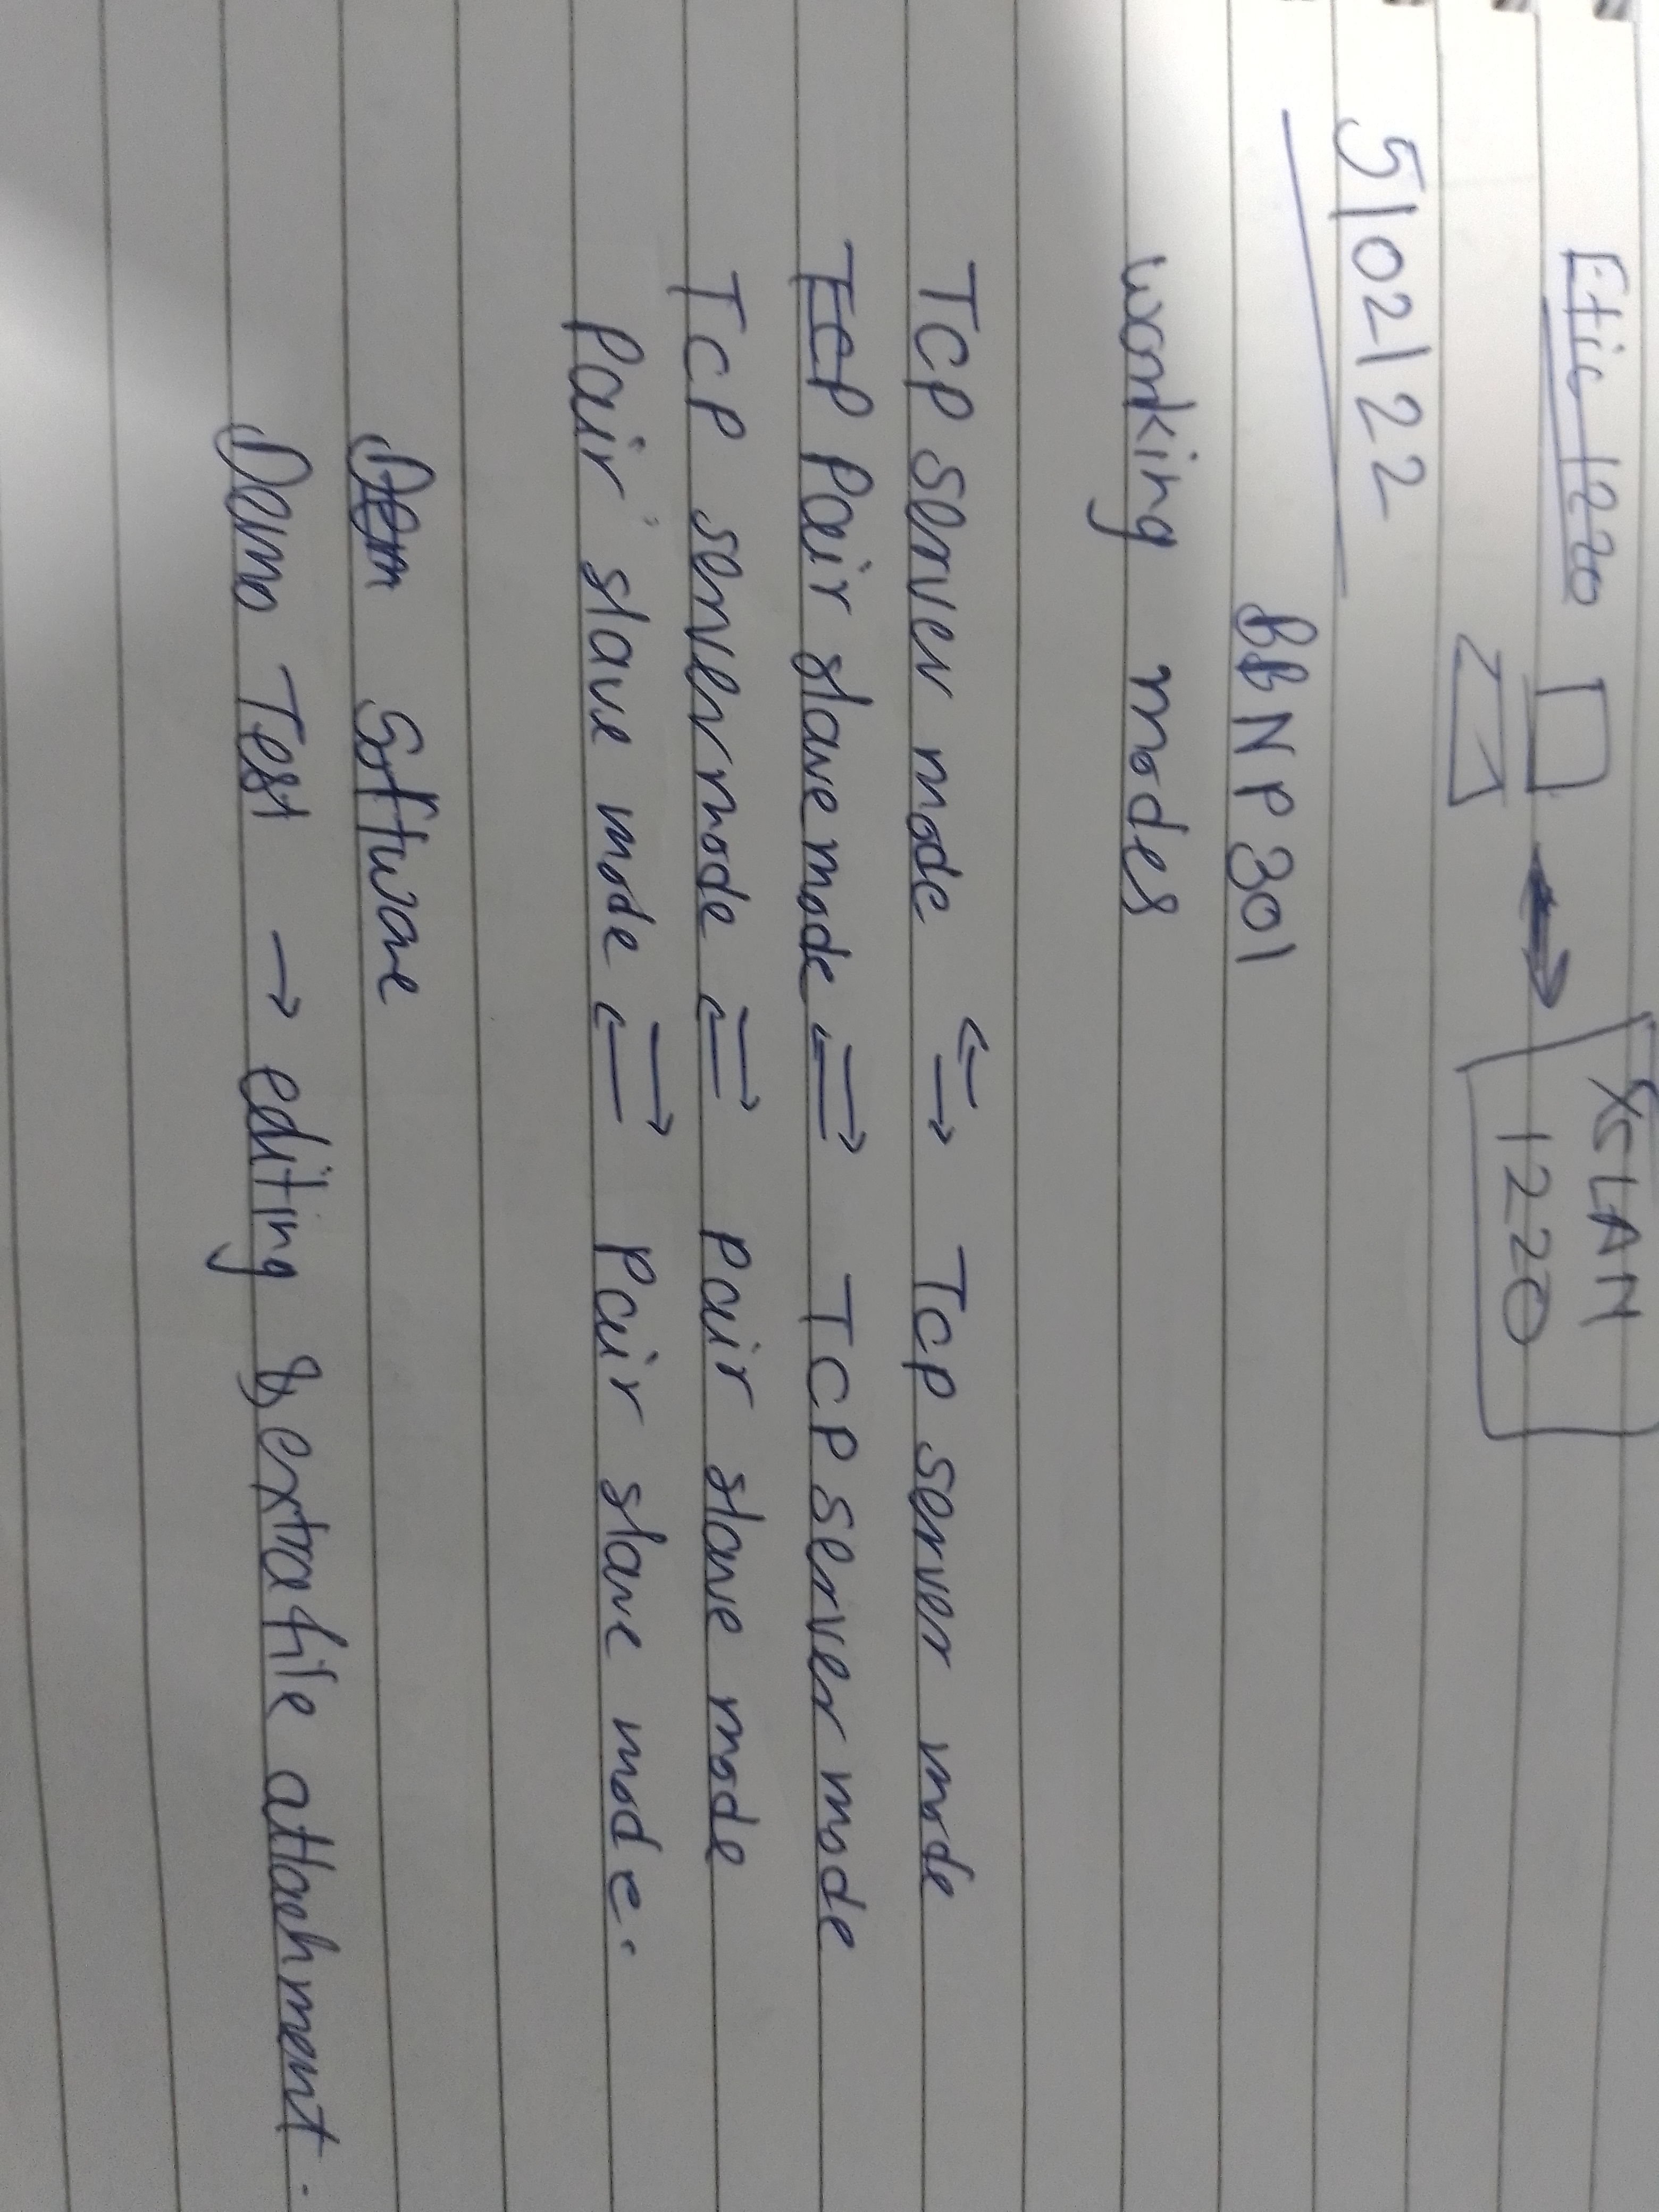 Etic 1220
XSLAN
1220
5/02/22
BBNP301
working modes
TCP server mode ⇐→ TCP server mode
Pair slave mode ⇌ TCP server mode
TCP server mode ⇌ Pair slave mode
Pair slave mode ⇌ Pair slave mode.
Software
Demo Test → editing & extra file attachment.